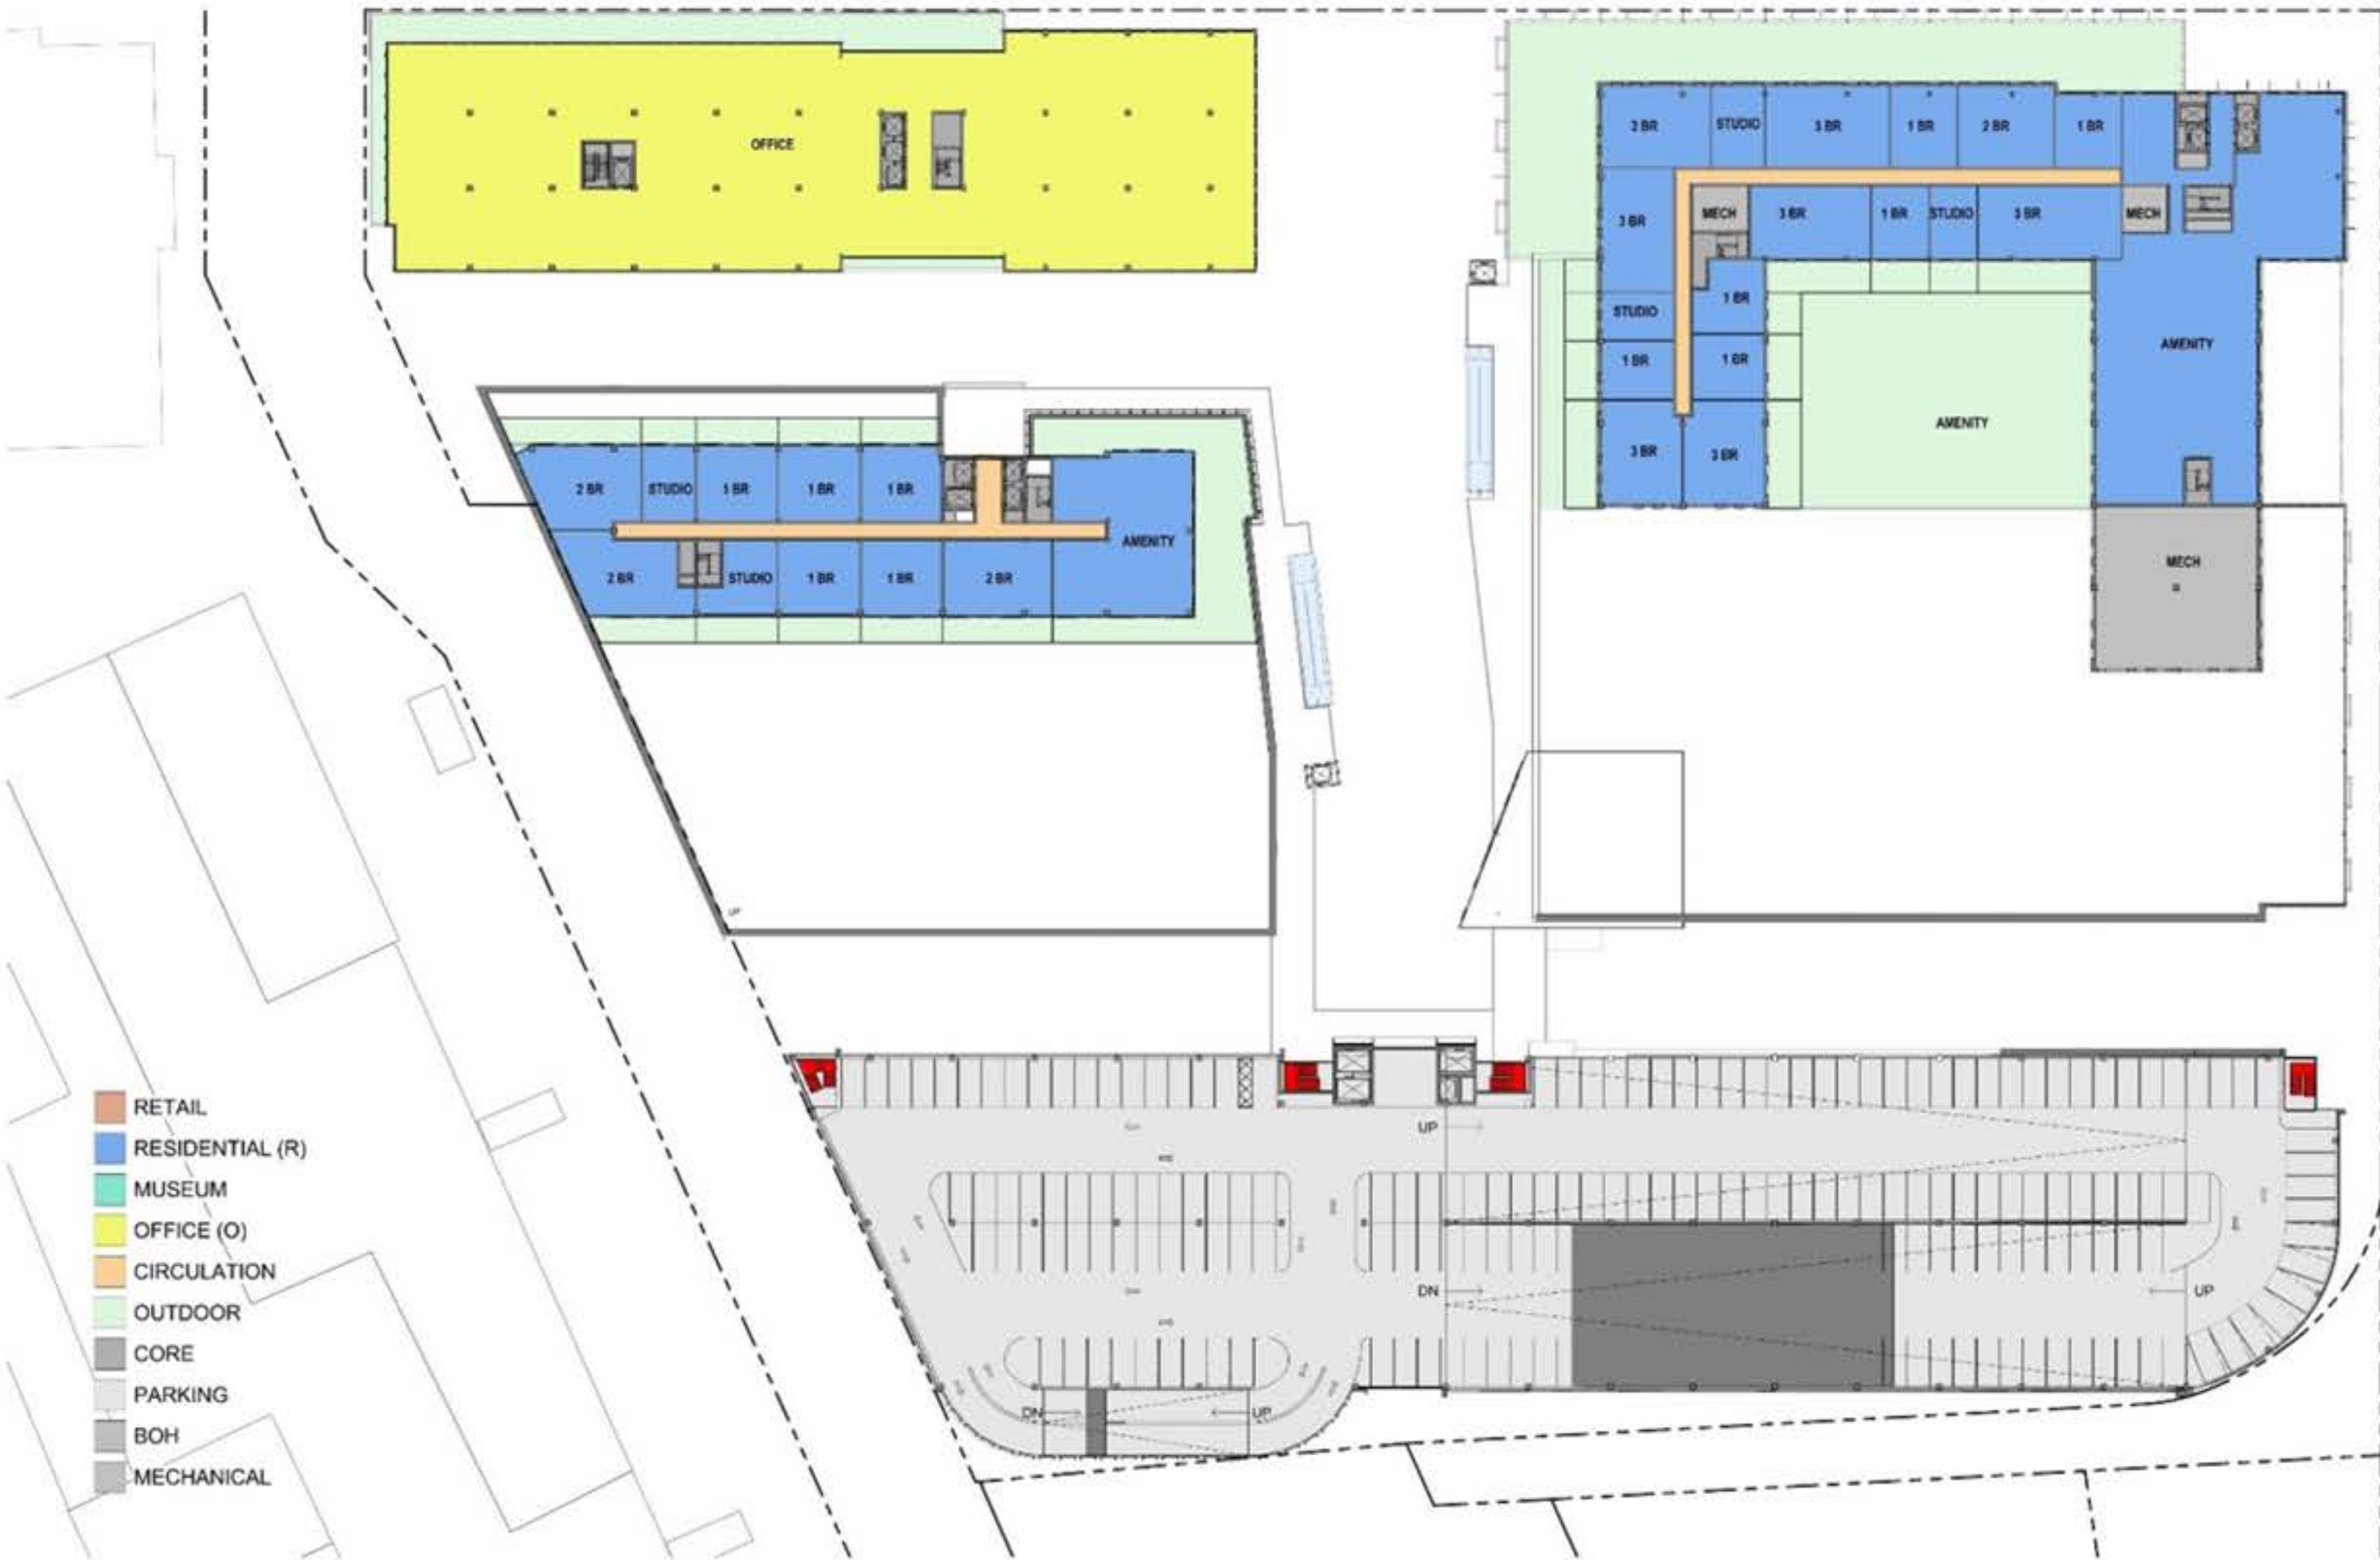 OFFICE
3 BR
STUDIO
3 BR
1 BR
2 BR
1 BR
3 BR
MECH
3 BR
1 BR
STUDIO
3 BR
MECH
1 BR
STUDIO
1 BR
1 BR
AMENITY
AMENITY
3 BR
3 BR
2 BR
STUDIO
1 BR
1 BR
1 BR
AMENITY
2 BR
STUDIO
1 BR
1 BR
2 BR
MECH
UP
RETAIL
RESIDENTIAL (R)
MUSEUM
OFFICE (O)
CIRCULATION
OUTDOOR
CORE
PARKING
BOH
MECHANICAL
UP
DN
UP
DN
UP